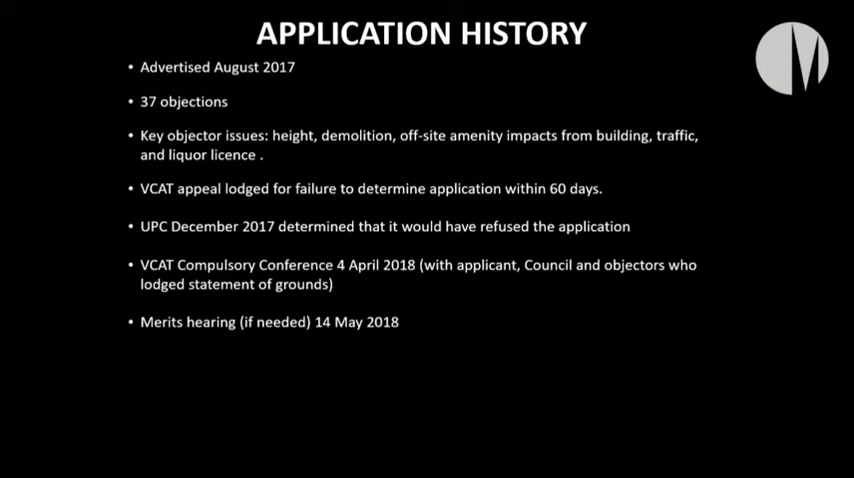 APPLICATION HISTORY
• Advertised August 2017
• 37 objections
• Key objector issues: height, demolition, off-site amenity impacts from building, traffic,
and liquor licence .
• VCAT appeal lodged for failure to determine application within 60 days.
• UPC December 2017 determined that it would have refused the application
• VCAT Compulsory Conference 4 April 2018 (with applicant, Council and objectors who
lodged statement of grounds)
• Merits hearing (if needed) 14 May 2018